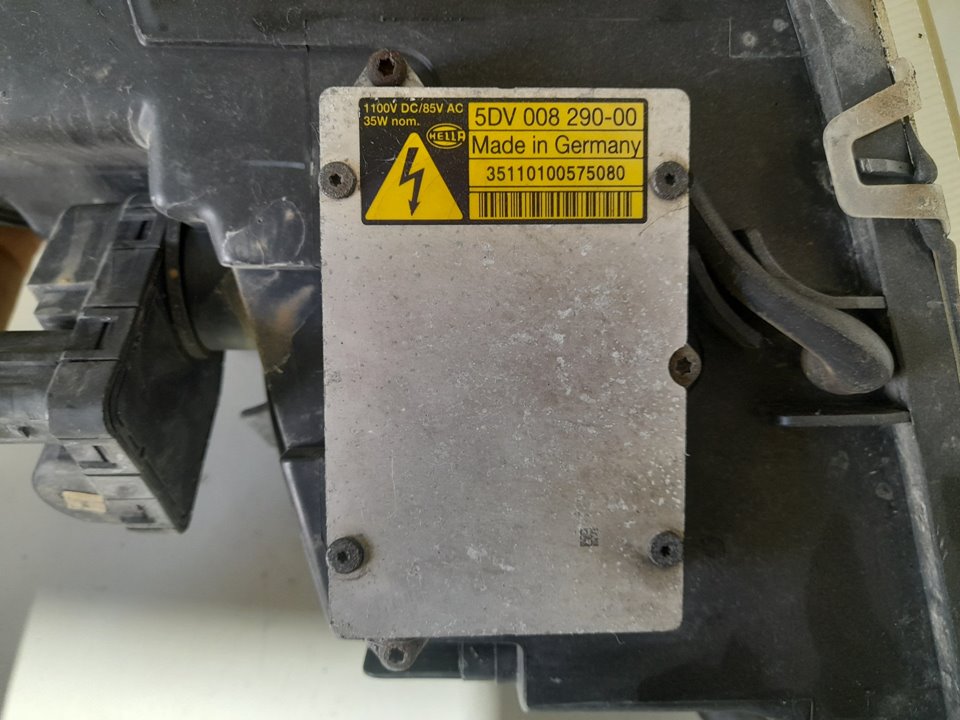 1100V DC/85V AC
35W nom.
HELLA
5DV 008 290-00
Made in Germany
35110100575080